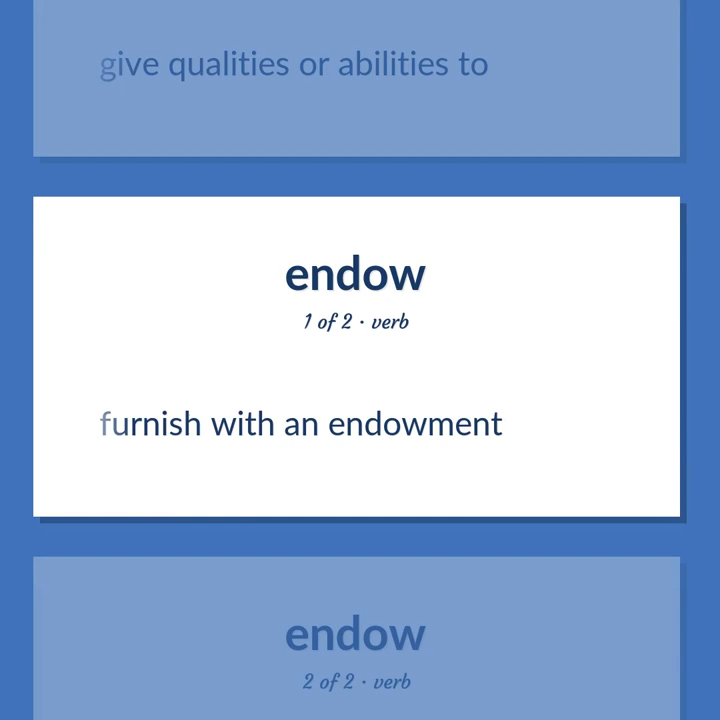 give qualities or abilities to
endow
1 of 2 · verb
furnish with an endowment
endow
2 of 2 · verb